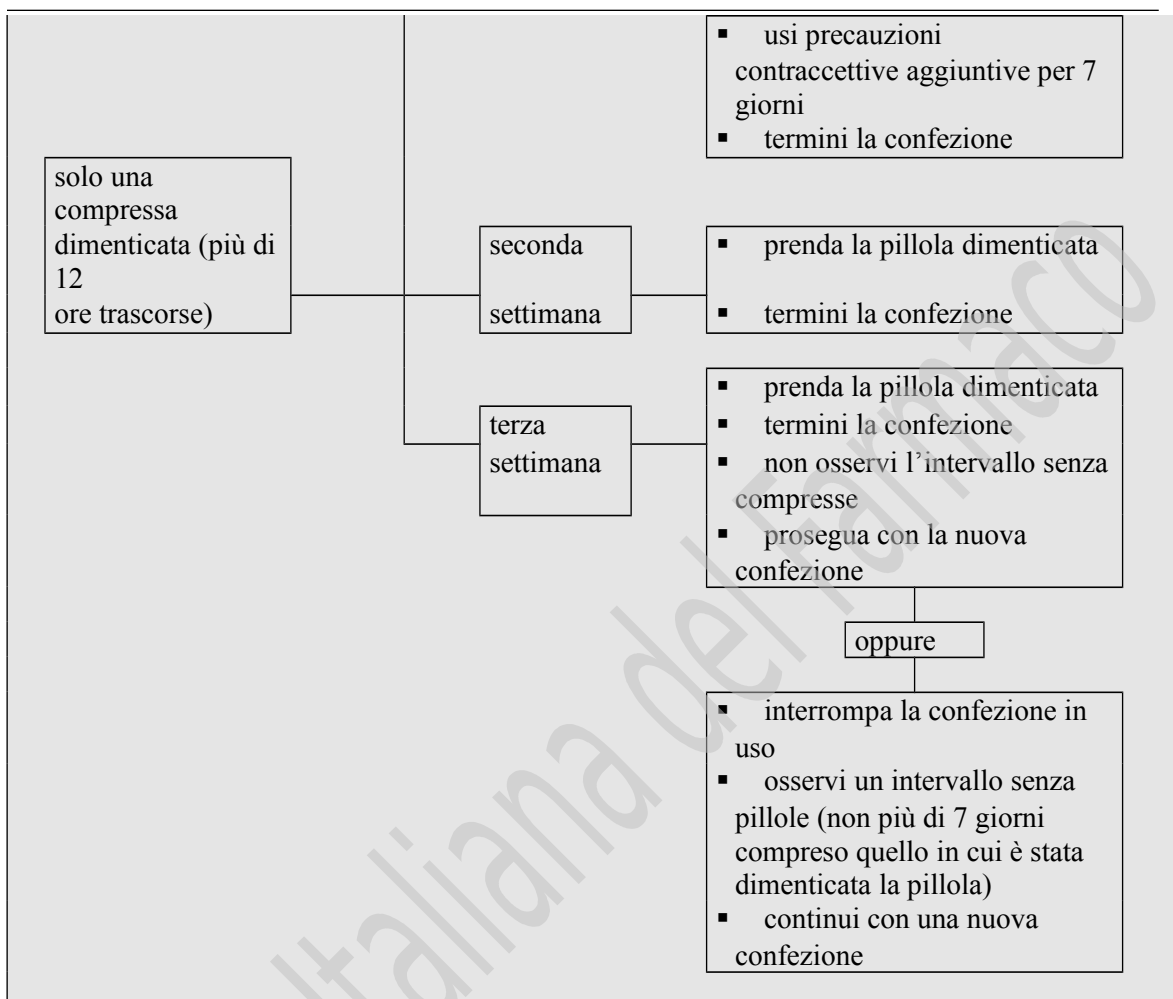 ▪ usi precauzioni
contraccettive aggiuntive per 7
giorni
▪ termini la confezione
solo una
compressa
dimenticata (più di
12
ore trascorse)
seconda
settimana
▪ prenda la pillola dimenticata
▪ termini la confezione
terza
settimana
▪ prenda la pillola dimenticata
▪ termini la confezione
▪ non osservi l’intervallo senza
compresse
▪ prosegua con la nuova
confezione
oppure
▪ interrompa la confezione in
uso
▪ osservi un intervallo senza
pillole (non più di 7 giorni
compreso quello in cui è stata
dimenticata la pillola)
▪ continui con una nuova
confezione
Italiana del Farmaco